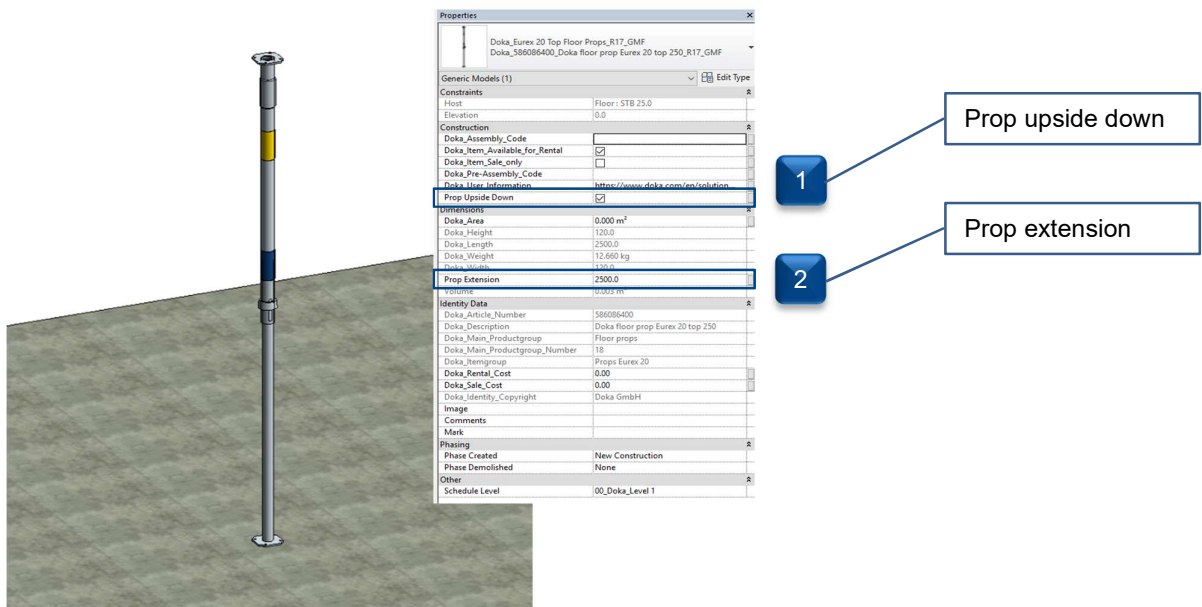 Properties ×
Doka_Eurex 20 Top Floor Props_R17_GMF
Doka_586086400_Doka floor prop Eurex 20 top 250_R17_GMF
Generic Models (1) Edit Type
Constraints
Host Floor : STB 25.0
Elevation 0.0
Construction
Doka_Assembly_Code
Doka_Item_Available_for_Rental
Doka_Item_Sale_only
Doka_Pre-Assembly_Code
Doka_User_Information https://www.doka.com/en/solution...
Prop Upside Down
Dimensions
Doka_Area 0.000 m²
Doka_Height 120.0
Doka_Length 2500.0
Doka_Weight 12.660 kg
Doka_Width 120.0
Prop Extension 2500.0
Volume 0.003 m³
Identity Data
Doka_Article_Number 586086400
Doka_Description Doka floor prop Eurex 20 top 250
Doka_Main_Productgroup Floor props
Doka_Main_Productgroup_Number 18
Doka_Itemgroup Props Eurex 20
Doka_Rental_Cost 0.00
Doka_Sale_Cost 0.00
Doka_Identity_Copyright Doka GmbH
Image
Comments
Mark
Phasing
Phase Created New Construction
Phase Demolished None
Other
Schedule Level 00_Doka_Level 1
1
Prop upside down
2
Prop extension